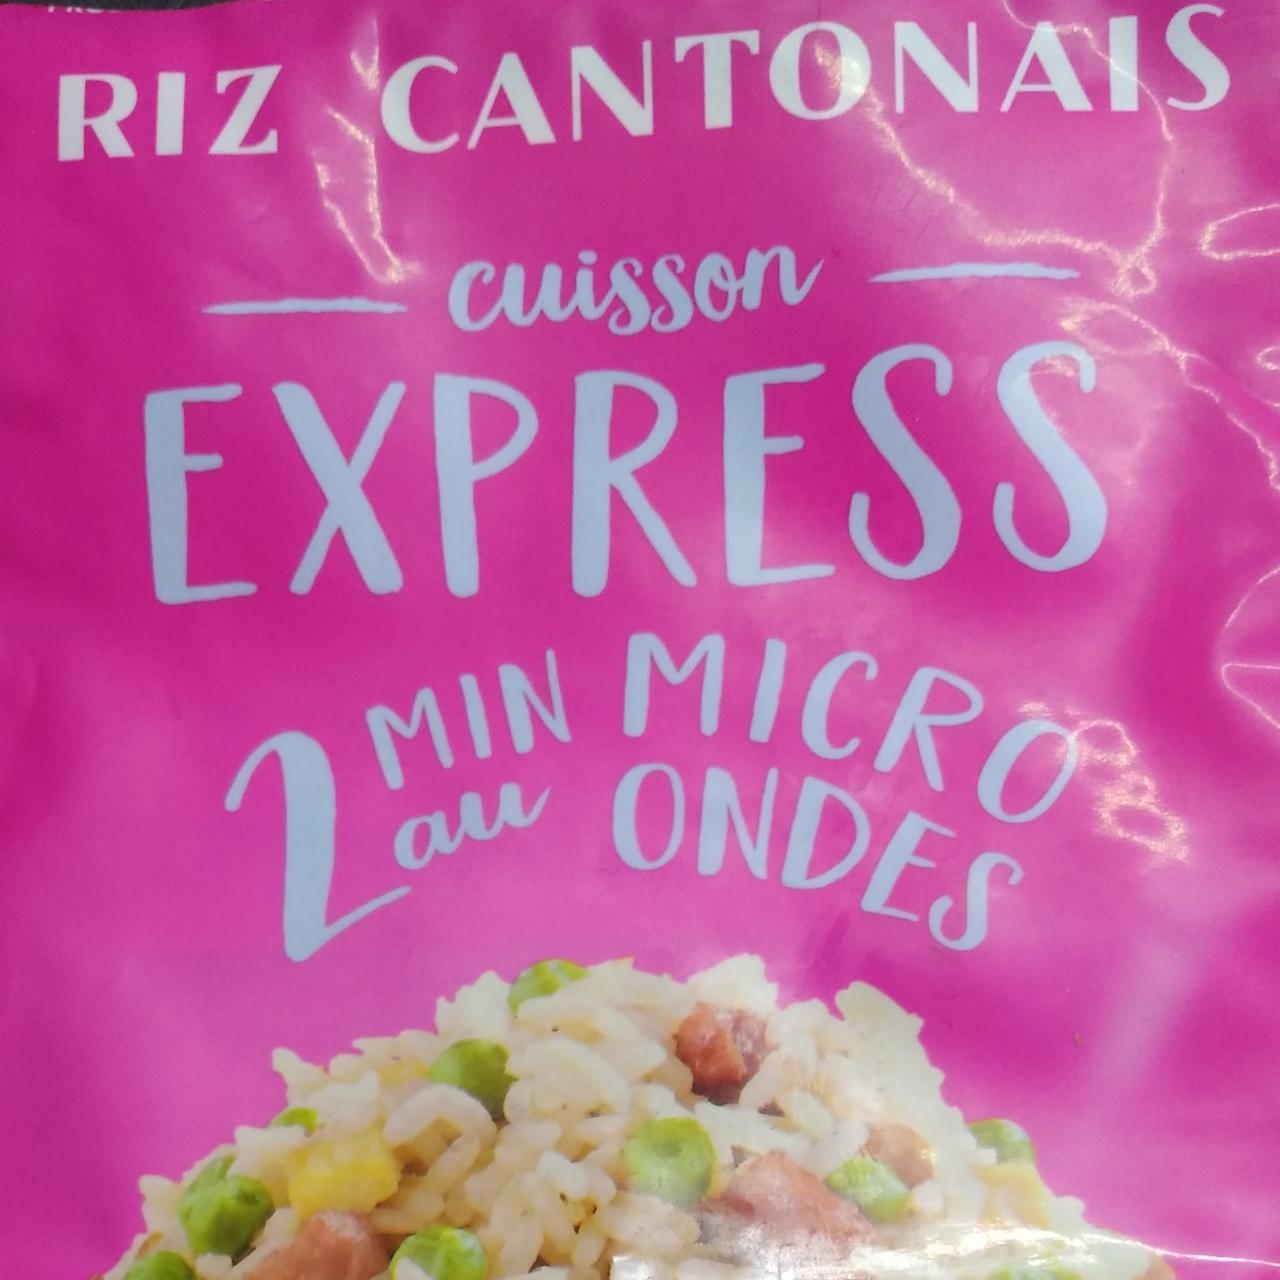 RIZ CANTONAIS
cuisson
EXPRESS
2 MIN au MICRO
ONDES